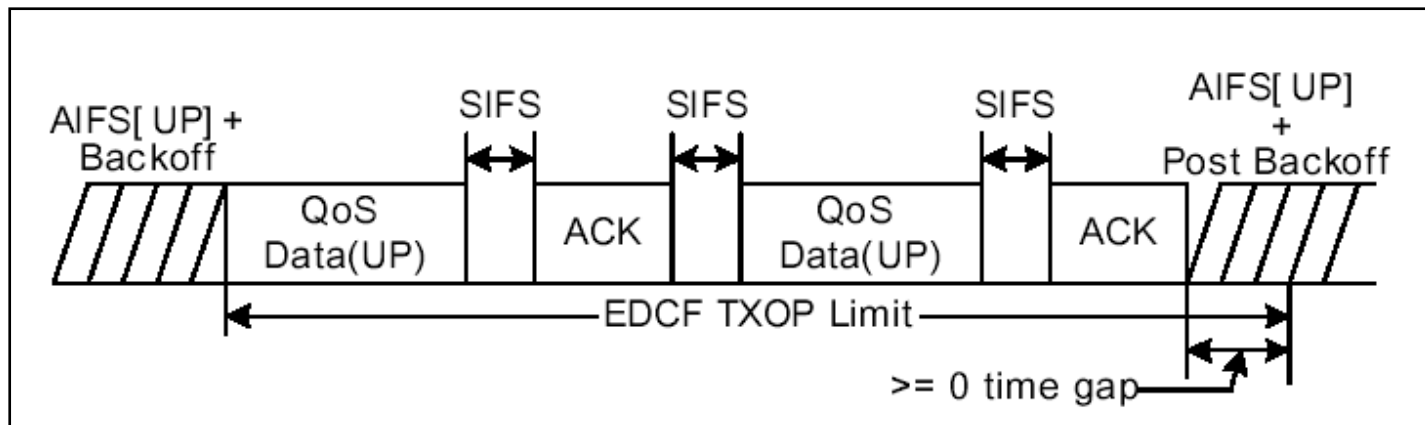 AIFS[ UP] +
Backoff
SIFS
SIFS
SIFS
AIFS[ UP]
+
Post Backoff
QoS
Data(UP)
ACK
QoS
Data(UP)
ACK
EDCF TXOP Limit
>= 0 time gap